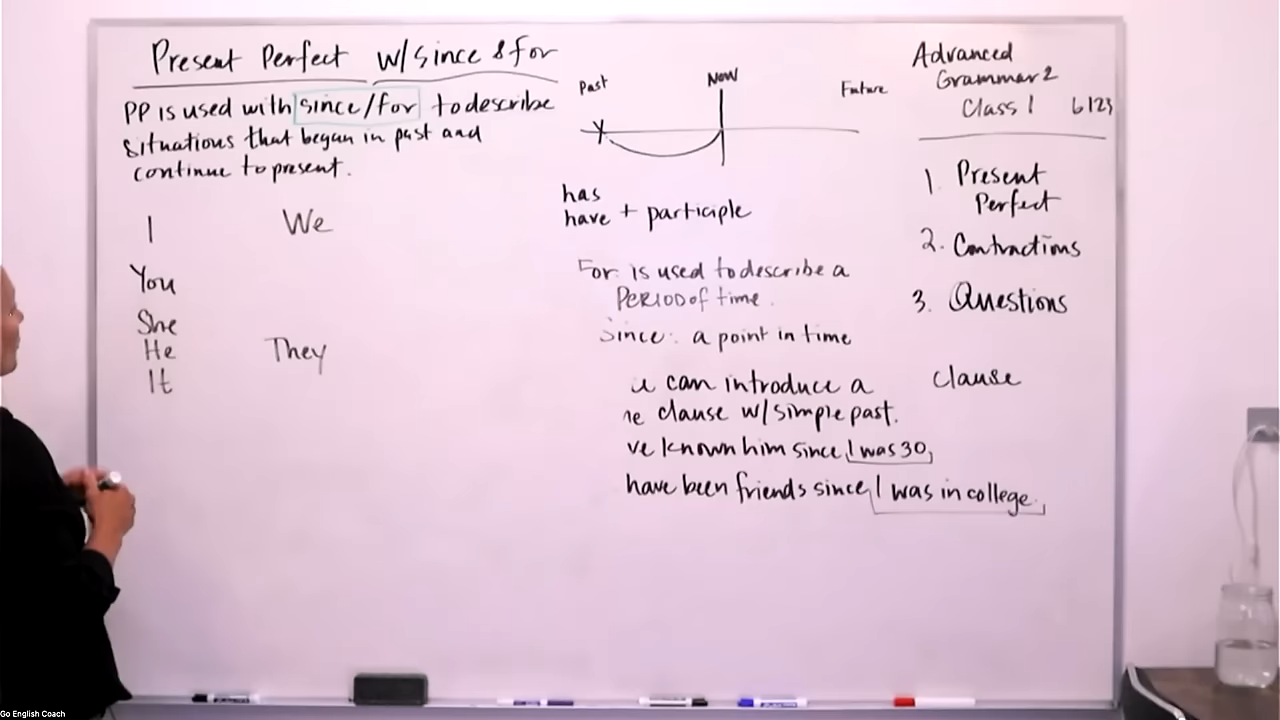 Present Perfect w/since & for
PP is used with since/for to describe
situations that began in past and
continue to present.
I We
You
She
He They
It
Past Now Future
has
have + participle
For is used to describe a
PERIOD of time.
Since: a point in time
can introduce a
clause w/simple past.
ve known him since I was 30
have been friends since I was in college.
Advanced
Grammar 2
Class 1 6123
1. Present
Perfect
2. Contractions
3. Questions
clause
Go English Coach